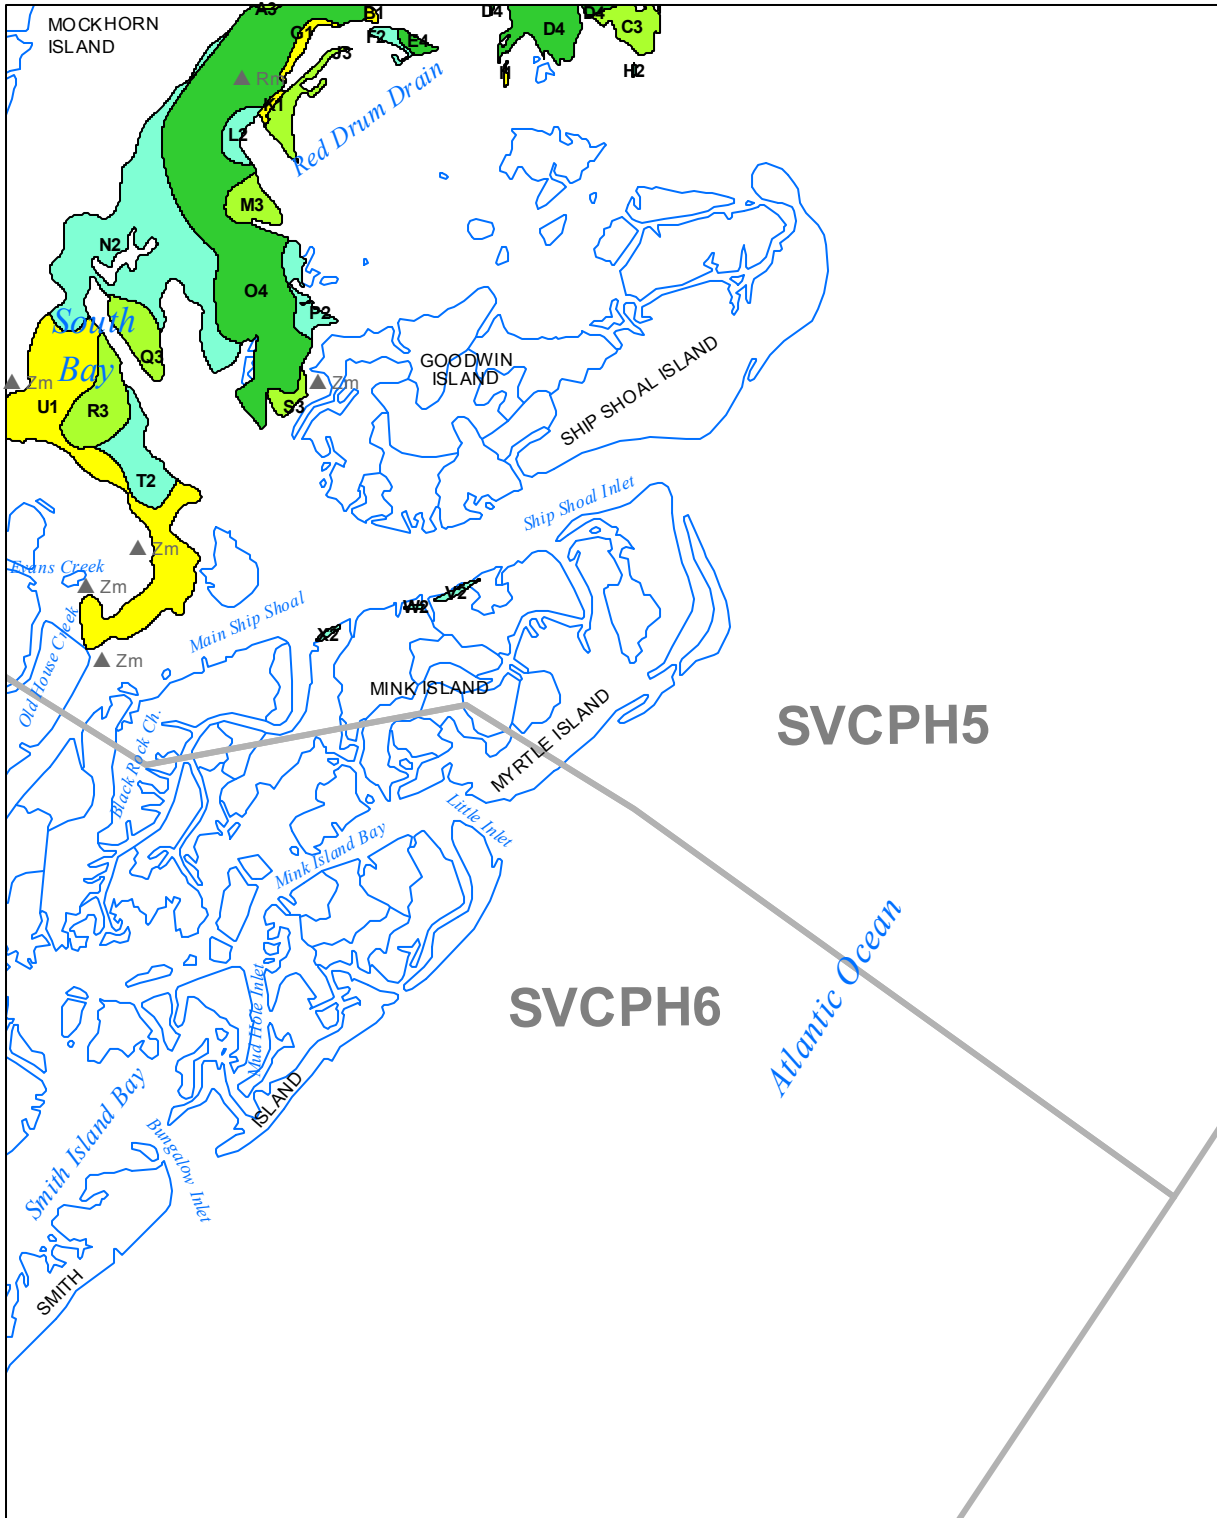 A3
B1
D4
D4
D4
C3
MOCKHORN
ISLAND
G1
F2
E4
J3
I1
H2
Rm
K1
L2
Red Drum Drain
M3
N2
O4
P2
South
Bay
Q3
GOODWIN
ISLAND
SHIP SHOAL ISLAND
Zm
Zm
U1
R3
S3
T2
Ship Shoal Inlet
Zm
Evans Creek
Zm
V2
W2
X2
Main Ship Shoal
Old House Creek
Zm
MINK ISLAND
MYRTLE ISLAND
SVCPH5
Black Rock Ch.
Little Inlet
Mink Island Bay
Atlantic Ocean
SVCPH6
Mud Hole Inlet
ISLAND
Smith Island Bay
Bungalow Inlet
SMITH